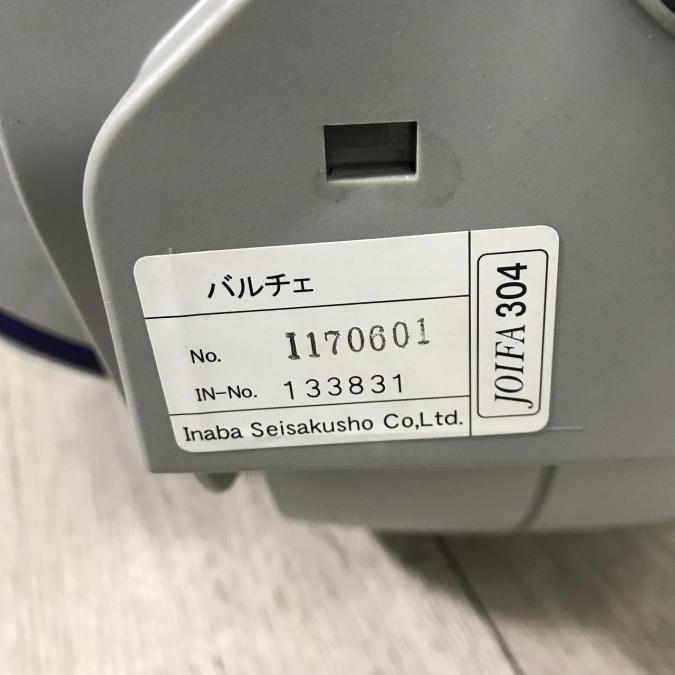 バルチェ
No. I170601
IN-No. 133831
Inaba Seisakusho Co,Ltd.
JOIFA 304